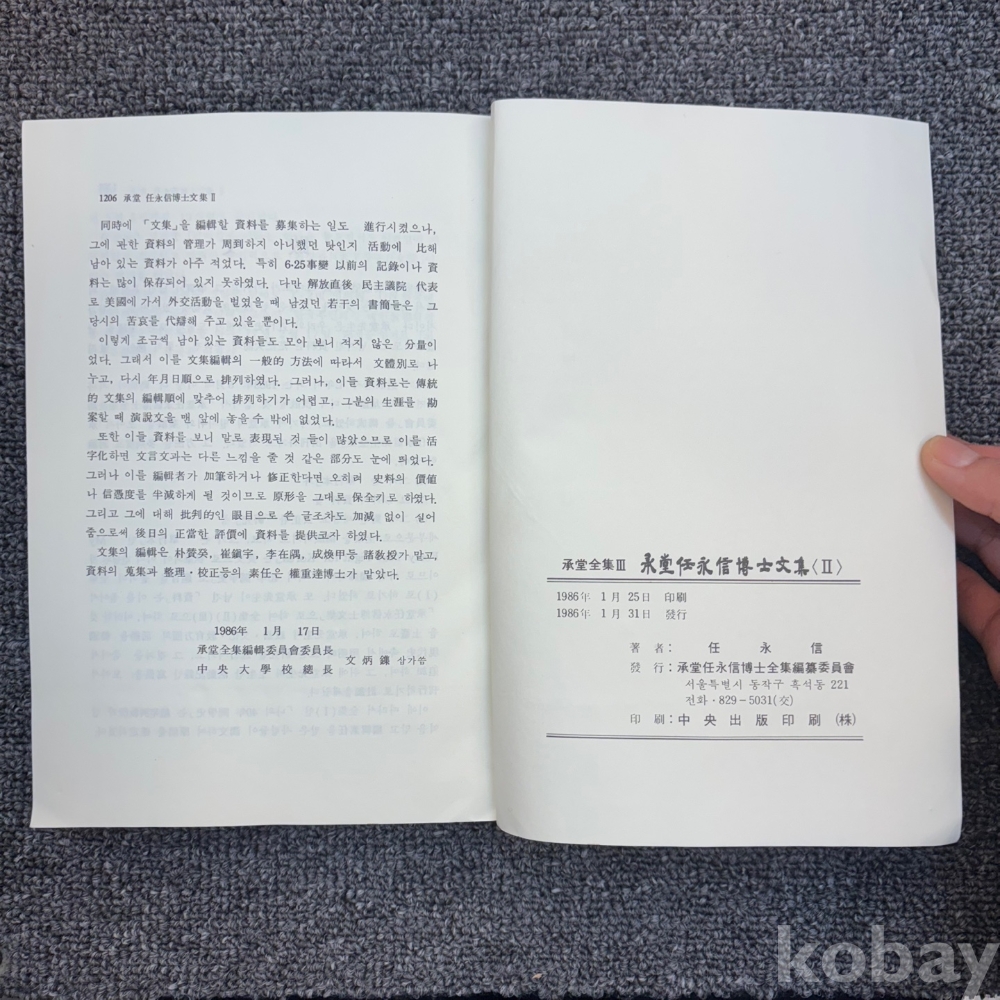 1206 承堂 任永信博士文集 Ⅱ
同時에 「文集」을 編輯할 資料를 募集하는 일도 進行시켰으나,
그에 관한 資料의 管理가 周到하지 아니했던 탓인지 活動에 比해
남아 있는 資料가 아주 적었다. 특히 6·25事變 以前의 記錄이나 資
料는 많이 保存되어 있지 못하였다. 다만 解放直後 民主議院 代表
로 美國에 가서 外交活動을 벌였을 때 남겼던 若干의 書簡들은 그
당시의 苦哀를 代辯해 주고 있을 뿐이다.
이렇게 조금씩 남아 있는 資料들도 모아 보니 적지 않은 分量이
었다. 그래서 이를 文集編輯의 一般的 方法에 따라서 文體別로 나
누고, 다시 年月日順으로 排列하였다. 그러나, 이들 資料로는 傳統
的 文集의 編輯順에 맞추어 排列하기가 어렵고, 그분의 生涯를 勘
案할 때 演說文을 맨 앞에 놓을 수 밖에 없었다.
또한 이들 資料를 보니 말로 表現된 것 들이 많았으므로 이를 活
字化하면 文言文과는 다른 느낌을 줄 것 같은 部分도 눈에 띄었다.
그러나 이를 編輯者가 加筆하거나 修正한다면 오히려 史料의 價値
나 信憑度를 半減하게 될 것이므로 原形을 그대로 保全키로 하였다.
그리고 그에 대해 批判的인 眼目으로 쓴 글조차도 加減 없이 실어
줌으로써 後日의 正當한 評價에 資料를 提供코자 하였다.
文集의 編輯은 朴贊癸, 崔鎭宇, 李在隅, 成煥甲등 諸敎授가 맡고,
資料의 蒐集과 整理·校正등의 素任은 權重達博士가 맡았다.
1986年 1月 17日
承堂全集編輯委員會委員長
中央大學校總長 文炳 삼가씀
承堂全集Ⅲ 承堂任永信博士文集〈Ⅱ〉
1986年 1月 25日 印刷
1986年 1月 31日 發行
著者: 任永信
發行: 承堂任永信博士全集編纂委員會
서울특별시 동작구 흑석동 221
전화·829-5031(交)
印刷: 中央出版印刷 (株)
kobay